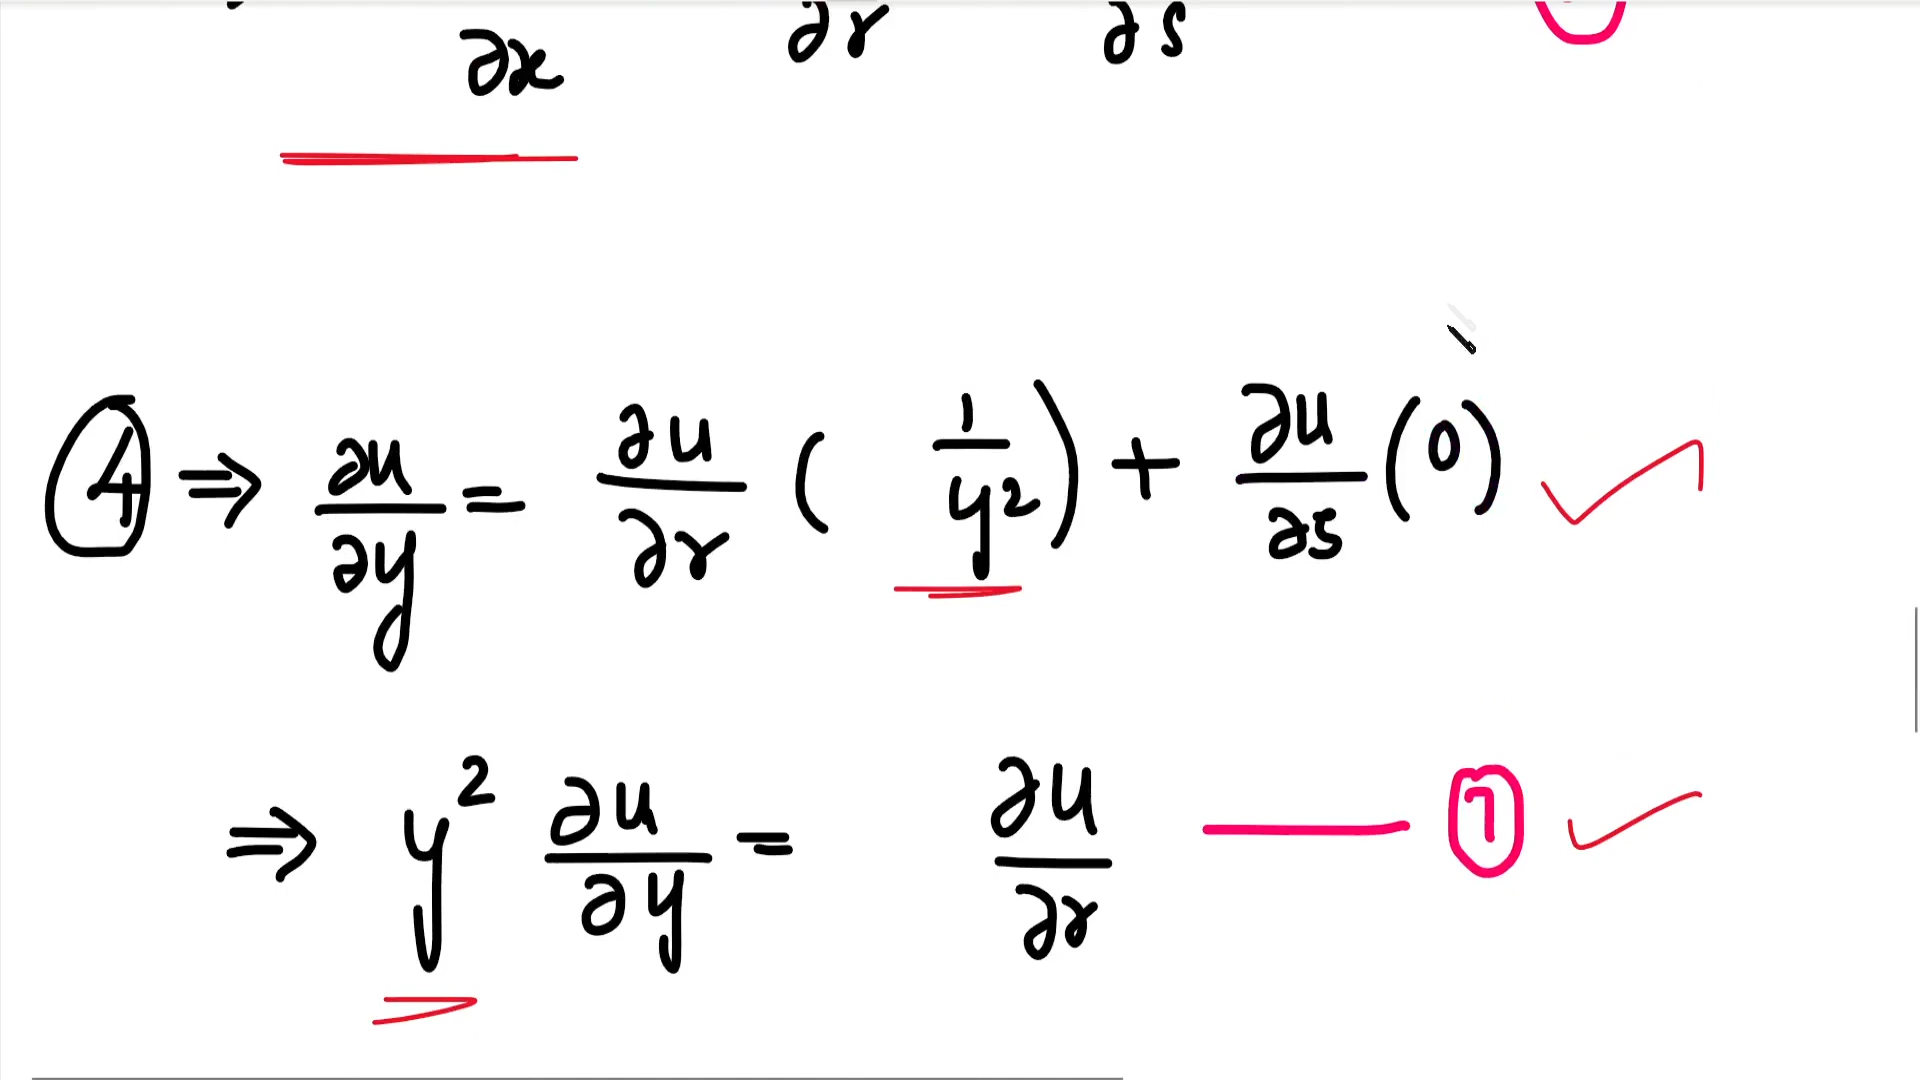 ∂x ∂r ∂s
④ ⇒ ∂u/∂y = ∂u/∂r (1/y²) + ∂u/∂s (0)
⇒ y² ∂u/∂y = ∂u/∂r — ⑦